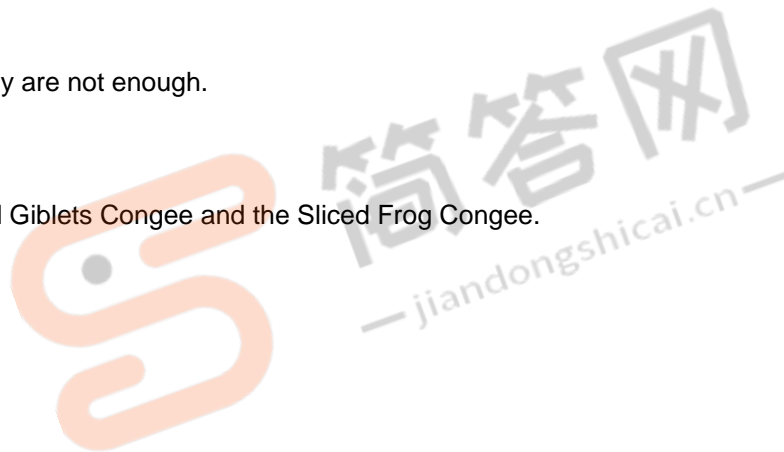 y are not enough.
l Giblets Congee and the Sliced Frog Congee.
简答网
jiandongshicai.cn